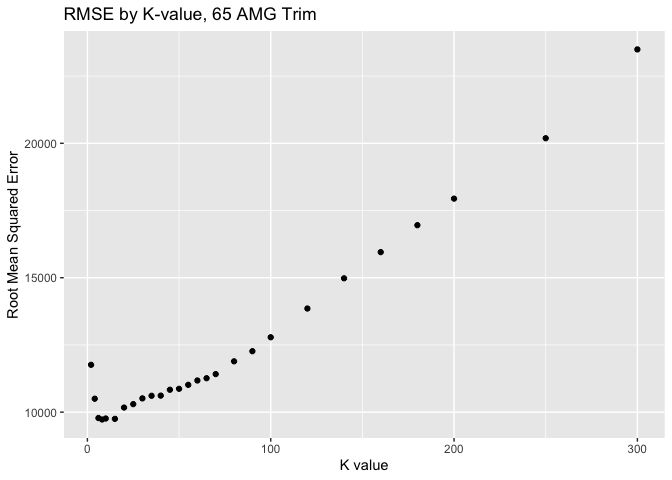 RMSE by K-value, 65 AMG Trim
Root Mean Squared Error
20000
15000
10000
0 100 200 300
K value